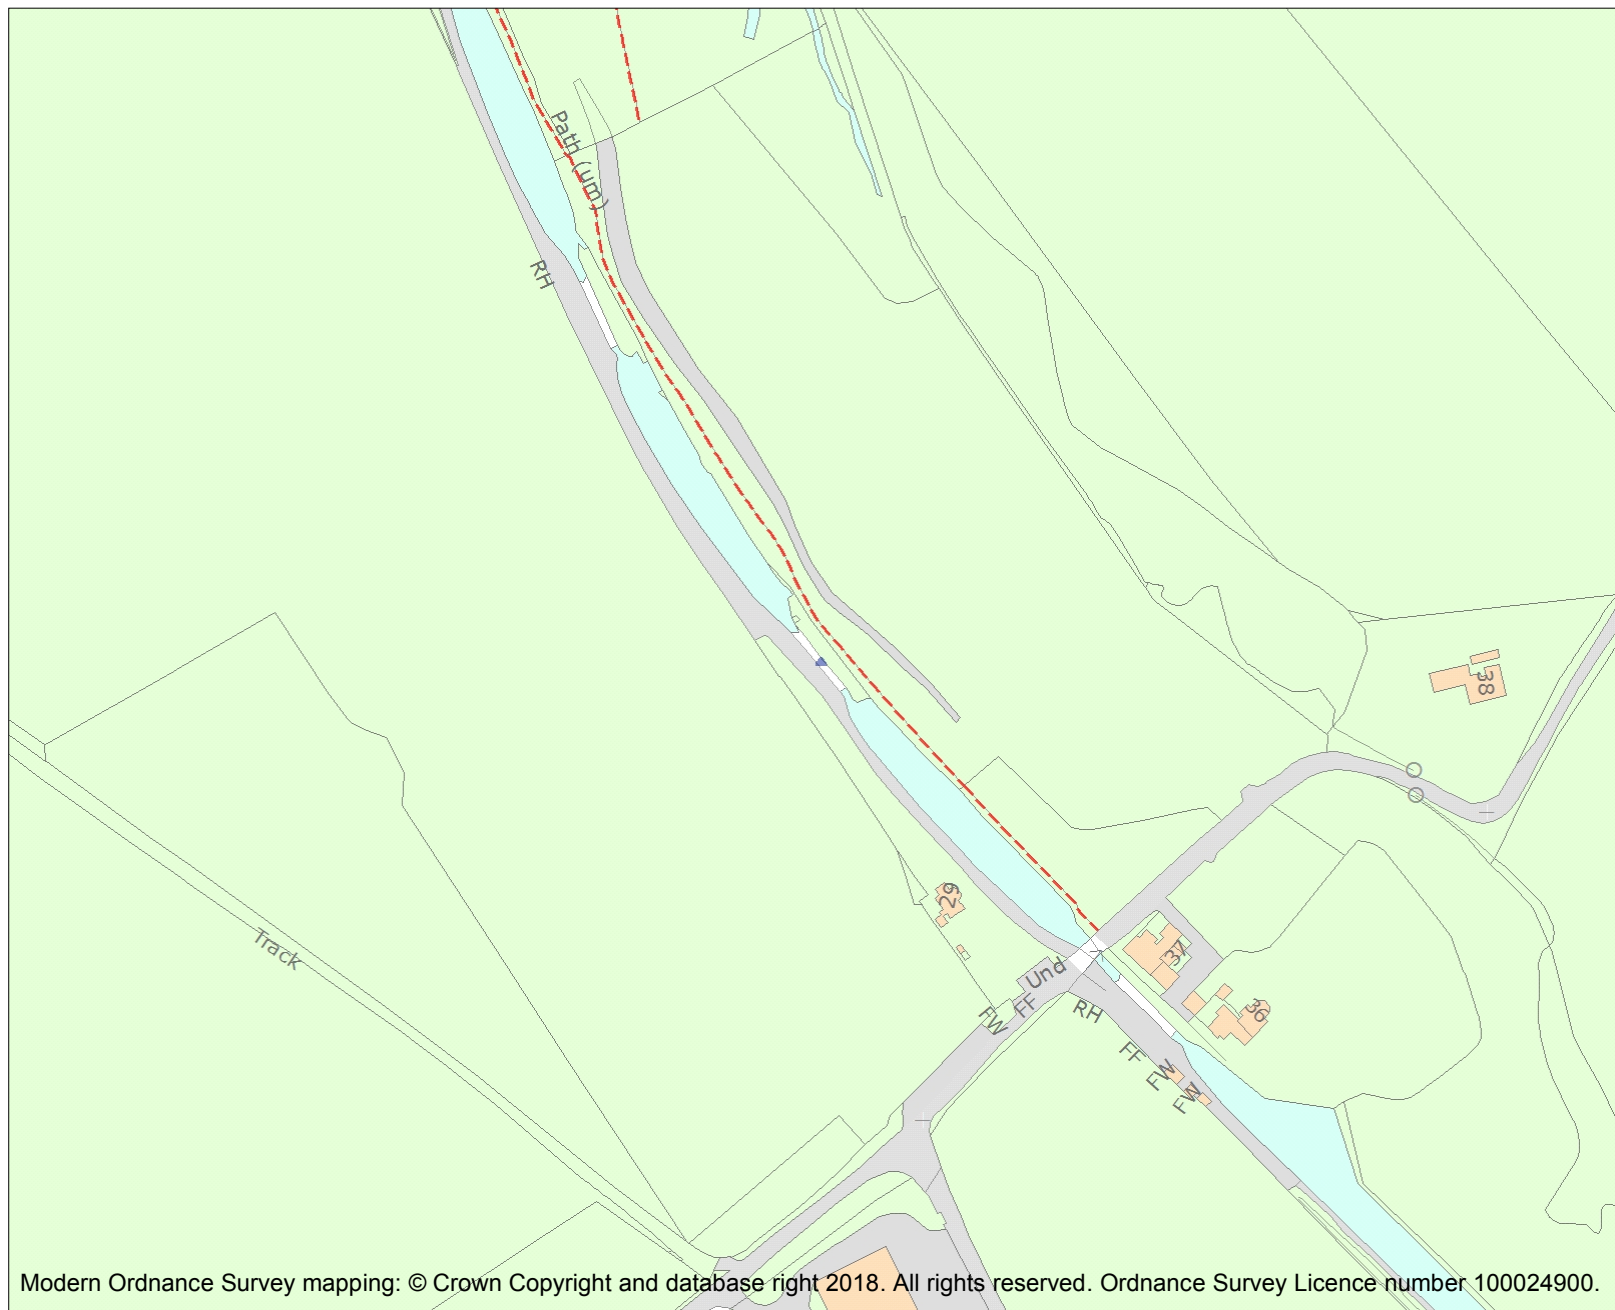 Path (um)
RH
38
29
Track
37
Und
FF
FW
RH
36
FF
FW
FW
Modern Ordnance Survey mapping: © Crown Copyright and database right 2018. All rights reserved. Ordnance Survey Licence number 100024900.